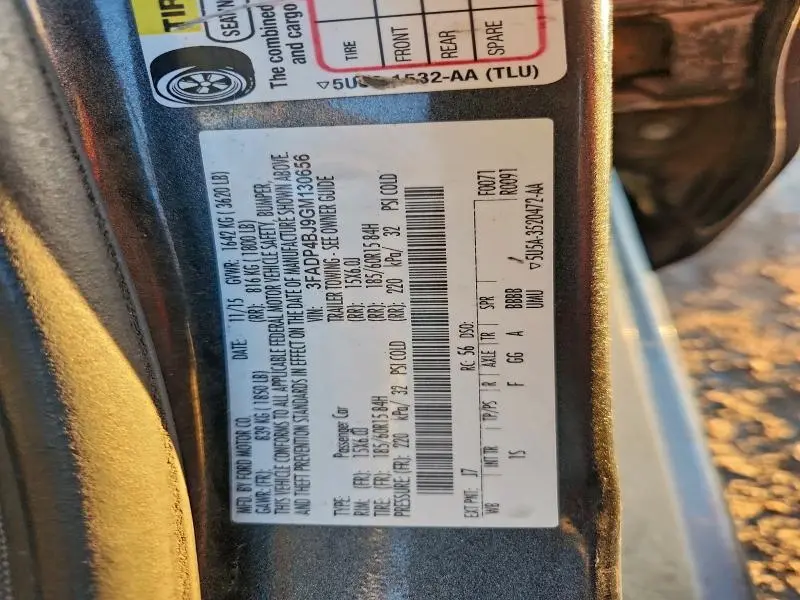 TIR
SEATIN
The combined
and cargo
TIRE
FRONT
REAR
SPARE
1532-AA (TLU)
MFD. BY FORD MOTOR CO.
DATE: 11/15 GVWR: 1642 KG ( 3620 LB)
GAWR: (FR): 839 KG ( 1850 LB) (RR): 816 KG ( 1800 LB)
THIS VEHICLE CONFORMS TO ALL APPLICABLE FEDERAL MOTOR VEHICLE SAFETY, BUMPER,
AND THEFT PREVENTION STANDARDS IN EFFECT ON THE DATE OF MANUFACTURE SHOWN ABOVE.
VIN: 3FADP4BJ9GM130656
TYPE: Passenger Car TRAILER TOWING - SEE OWNER GUIDE
RIM: (FR): 15X6.0J (RR): 15X6.0J
TIRE: (FR): 185/60R15 84H (RR): 185/60R15 84H
PRESSURE (FR): 220 kPa/ 32 PSI COLD (RR): 220 kPa/ 32 PSI COLD
EXT PNT: J7 RC: 56 DSO: F0071
WB INT TR TP/PS R AXLE TR SPR R0091
1S F GG A BBBB
UMU 5U5A-3520472-AA